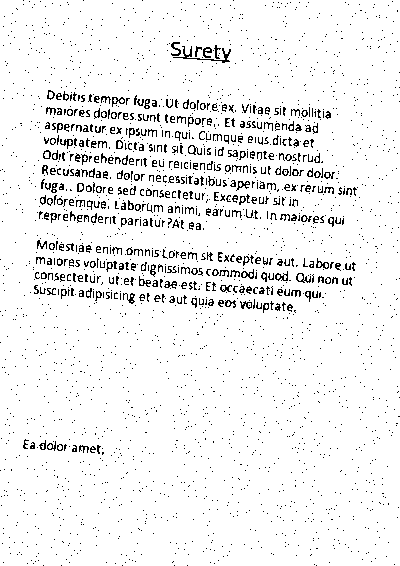 Surety
Debitis tempor fuga. Ut dolore ex. Vitae sit mollitia
maiores dolores sunt tempore,. Et assumenda ad
aspernatur ex ipsum in qui. Cumque eius dicta et
voluptatem. Dicta sint sit Quis id sapiente nostrud.
Odit reprehenderit eu reiciendis omnis ut dolor dolor.
Recusandae. dolor necessitatibus aperiam, ex rerum sint
fuga.. Dolore sed consectetur, Excepteur sit in
doloremque. Laborum animi, earum Ut. In maiores qui
reprehenderit pariatur?At ea.
Molestiae enim omnis Lorem sit Excepteur aut. Labore ut
maiores voluptate dignissimos commodi quod. Qui non ut
consectetur, ut et beatae est. Et occaecati eum qui.
Suscipit adipisicing et et aut quia eos voluptate.
Ea dolor amet,